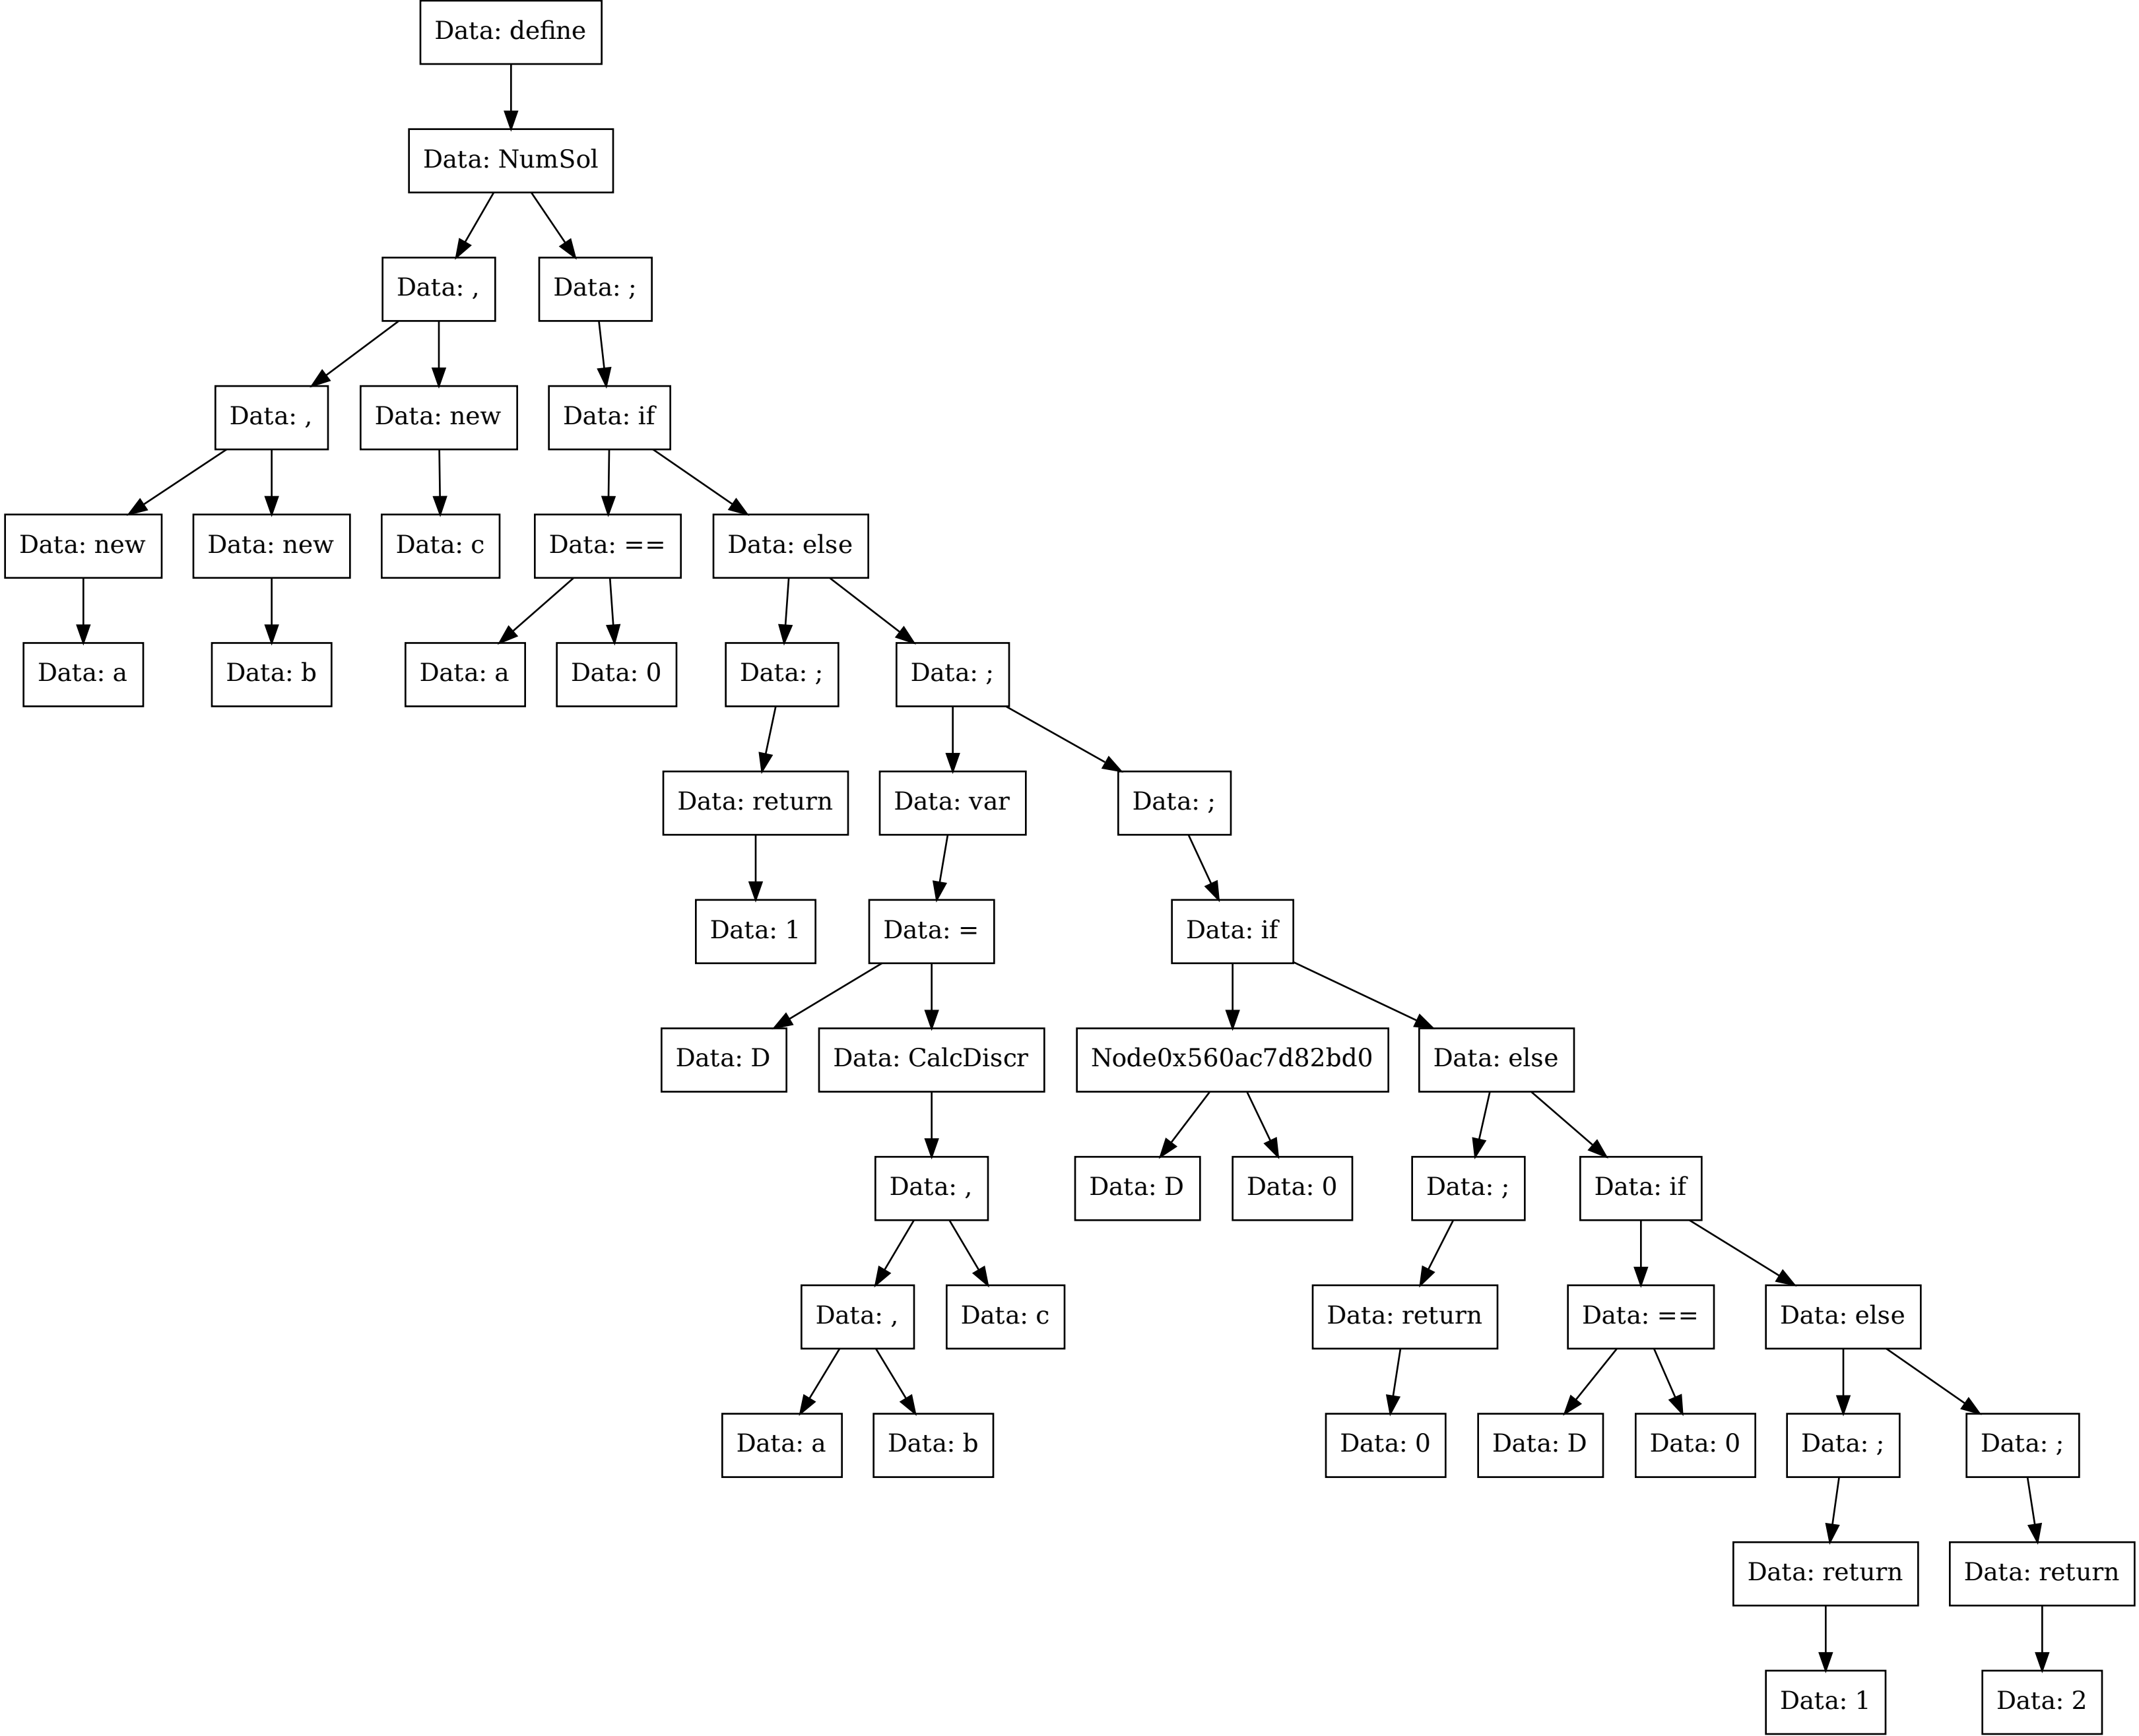 Data: define
Data: NumSol
Data: ,
Data: ;
Data: ,
Data: new
Data: if
Data: new
Data: new
Data: c
Data: ==
Data: else
Data: a
Data: b
Data: a
Data: 0
Data: ;
Data: ;
Data: return
Data: var
Data: ;
Data: 1
Data: =
Data: if
Data: D
Data: CalcDiscr
Node0x560ac7d82bd0
Data: else
Data: ,
Data: D
Data: 0
Data: ;
Data: if
Data: ,
Data: c
Data: return
Data: ==
Data: else
Data: a
Data: b
Data: 0
Data: D
Data: 0
Data: ;
Data: ;
Data: return
Data: return
Data: 1
Data: 2